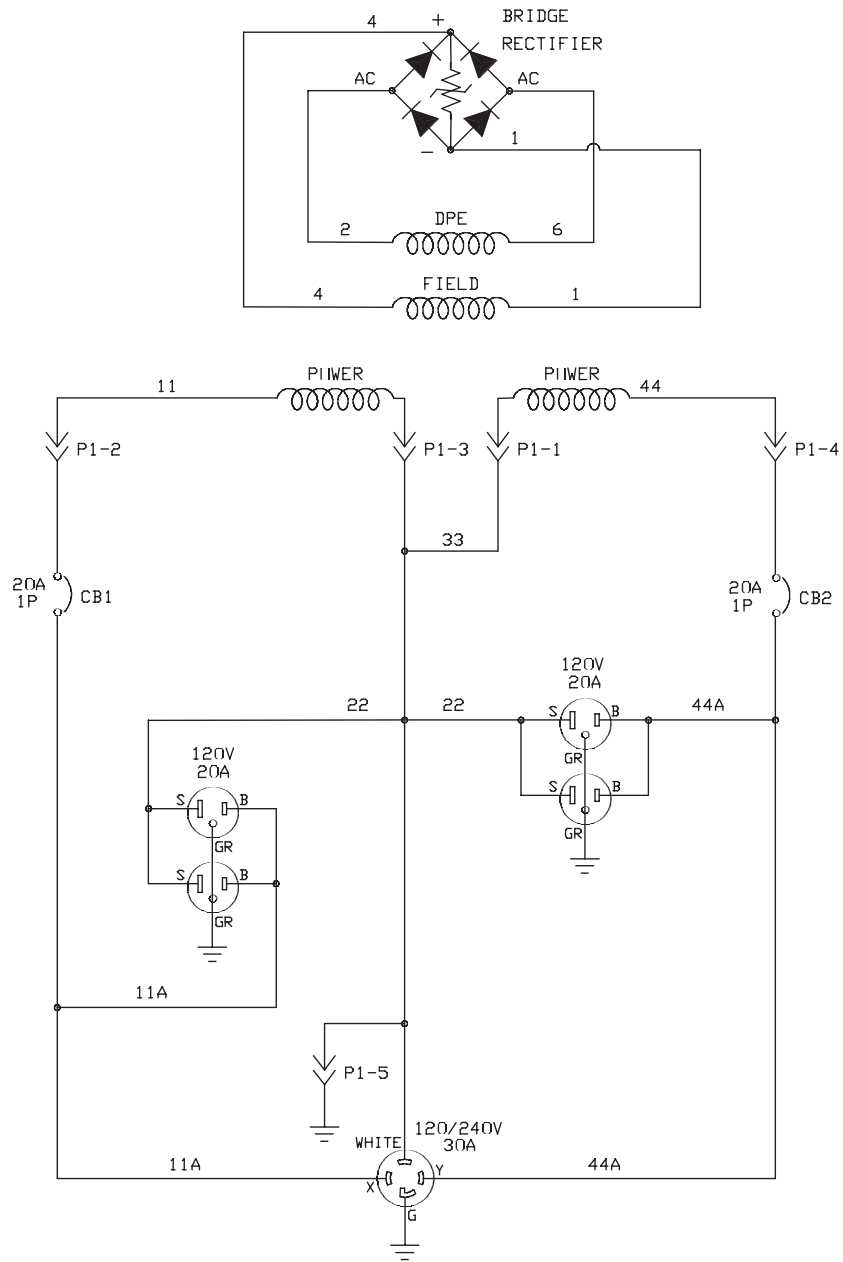 4
+
BRIDGE
RECTIFIER
AC
AC
−
1
2
DPE
6
4
FIELD
1
11
POWER
POWER
44
P1-2
P1-3
P1-1
P1-4
33
20A
1P
CB1
20A
1P
CB2
120V
20A
22
22
S
B
44A
GR
S
B
GR
120V
20A
S
B
GR
S
B
GR
11A
P1-5
WHITE
120/240V
30A
11A
X
Y
44A
G